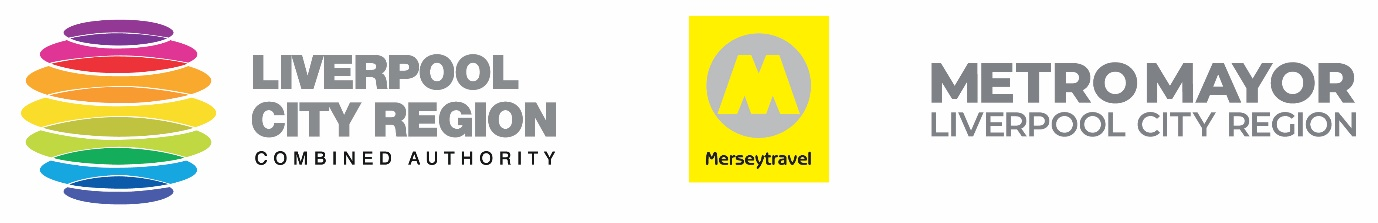 LIVERPOOL
CITY REGION
COMBINED AUTHORITY
M
Merseytravel
METRO MAYOR
LIVERPOOL CITY REGION